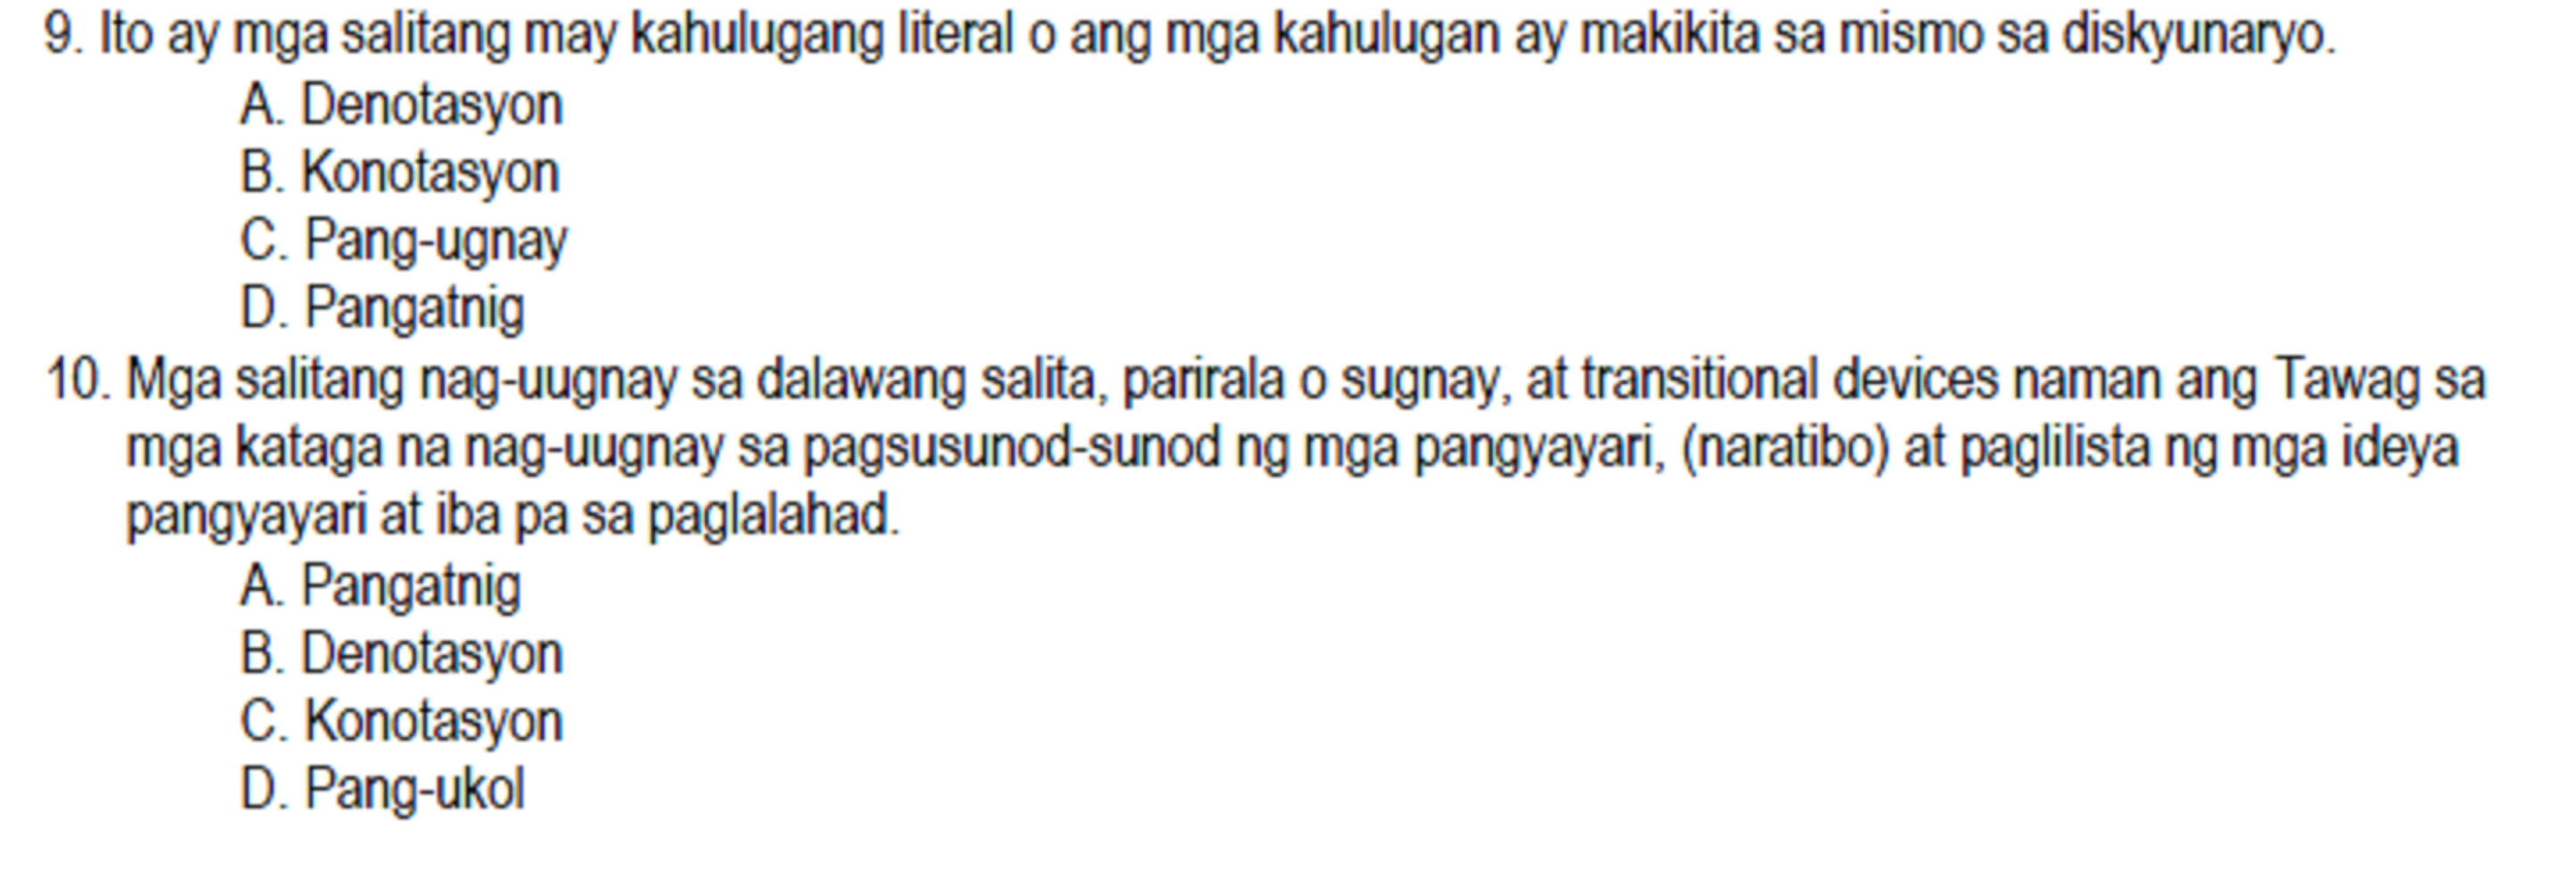 9. Ito ay mga salitang may kahulugang literal o ang mga kahulugan ay makikita sa mismo sa diskyunaryo.
A. Denotasyon
B. Konotasyon
C. Pang-ugnay
D. Pangatnig
10. Mga salitang nag-uugnay sa dalawang salita, parirala o sugnay, at transitional devices naman ang Tawag sa
mga kataga na nag-uugnay sa pagsusunod-sunod ng mga pangyayari, (naratibo) at paglilista ng mga ideya
pangyayari at iba pa sa paglalahad.
A. Pangatnig
B. Denotasyon
C. Konotasyon
D. Pang-ukol